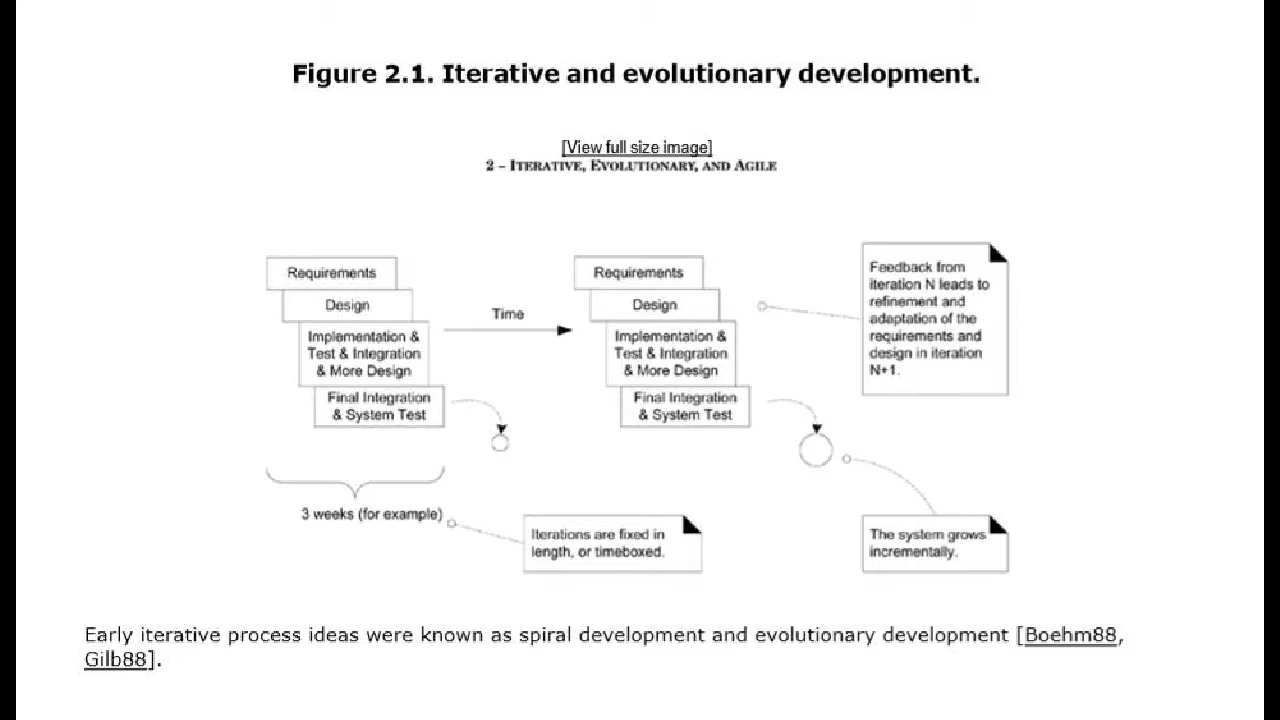 Figure 2.1. Iterative and evolutionary development.
[View full size image]
2 – ITERATIVE, EVOLUTIONARY, AND AGILE
Requirements
Design
Implementation &
Test & Integration
& More Design
Final Integration
& System Test
Time
Requirements
Design
Implementation &
Test & Integration
& More Design
Final Integration
& System Test
Feedback from
iteration N leads to
refinement and
adaptation of the
requirements and
design in iteration
N+1.
3 weeks (for example)
Iterations are fixed in
length, or timeboxed.
The system grows
incrementally.
Early iterative process ideas were known as spiral development and evolutionary development [Boehm88,
Gilb88].